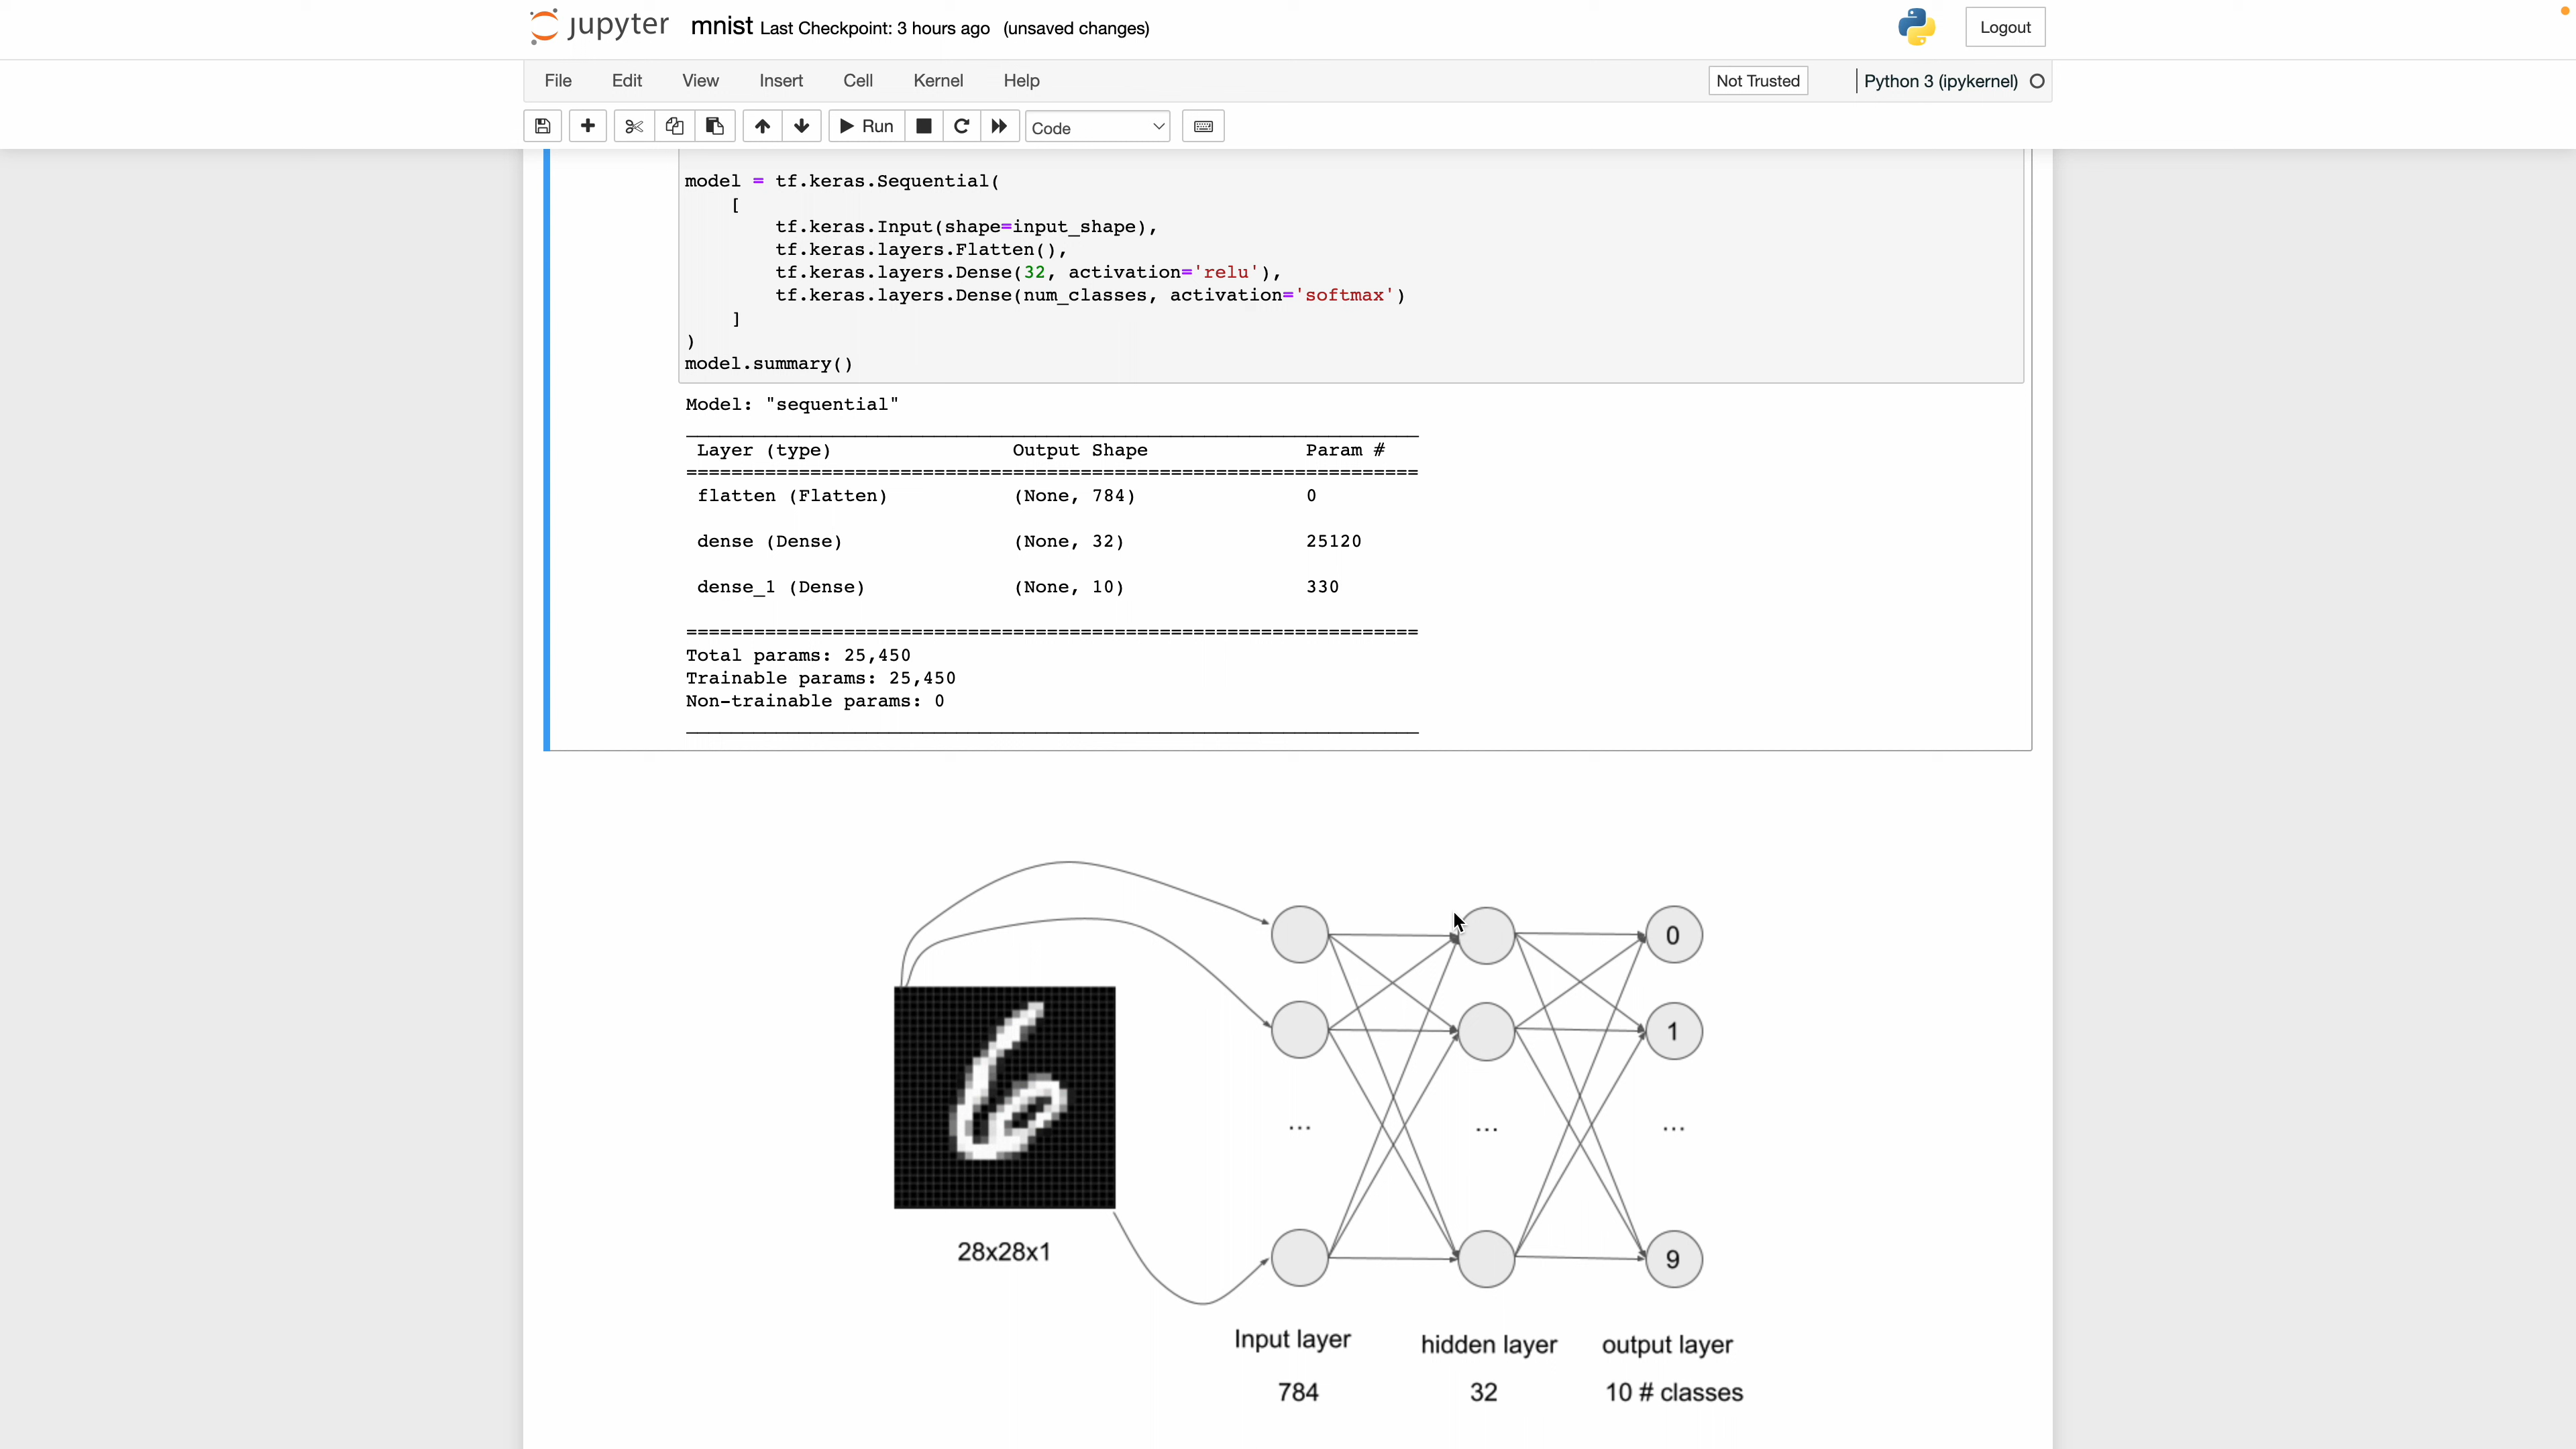 jupyter mnist Last Checkpoint: 3 hours ago (unsaved changes) Logout
File Edit View Insert Cell Kernel Help Not Trusted Python 3 (ipykernel)
Run Code
model = tf.keras.Sequential(
[
tf.keras.Input(shape=input_shape),
tf.keras.layers.Flatten(),
tf.keras.layers.Dense(32, activation='relu'),
tf.keras.layers.Dense(num_classes, activation='softmax')
]
)
model.summary()
Model: "sequential"
Layer (type) Output Shape Param #
=================================================================
flatten (Flatten) (None, 784) 0
dense (Dense) (None, 32) 25120
dense_1 (Dense) (None, 10) 330
=================================================================
Total params: 25,450
Trainable params: 25,450
Non-trainable params: 0
0
1
... ... ...
9
28x28x1
Input layer hidden layer output layer
784 32 10 # classes